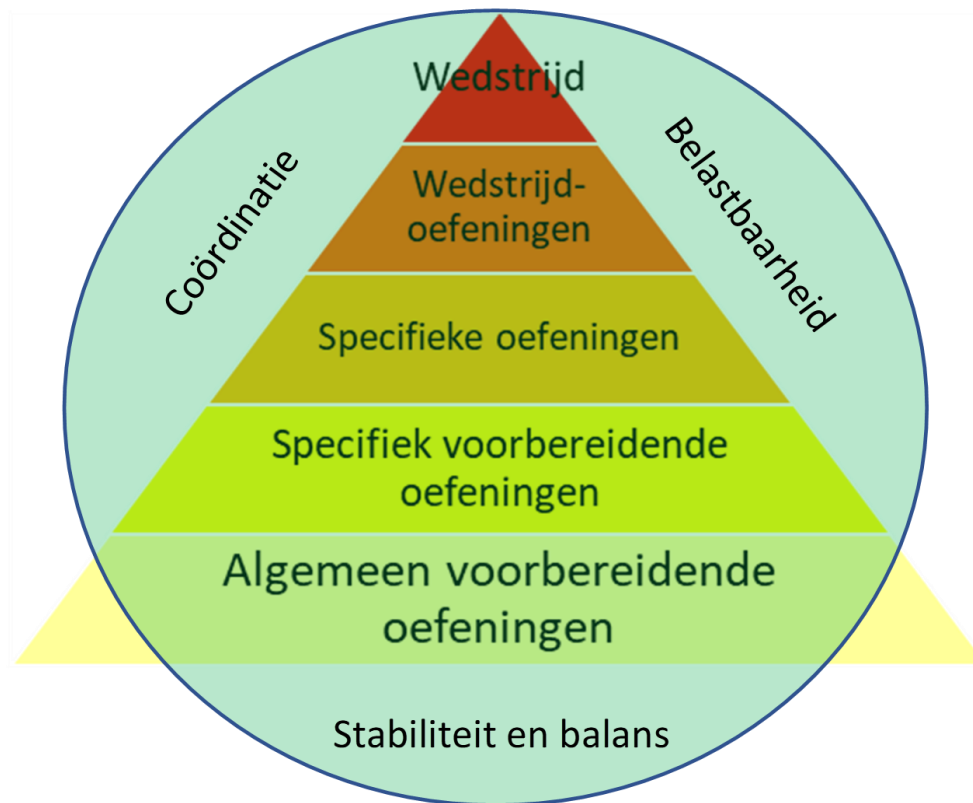 Wedstrijd
Coördinatie
Belastbaarheid
Wedstrijd-
oefeningen
Specifieke oefeningen
Specifiek voorbereidende
oefeningen
Algemeen voorbereidende
oefeningen
Stabiliteit en balans